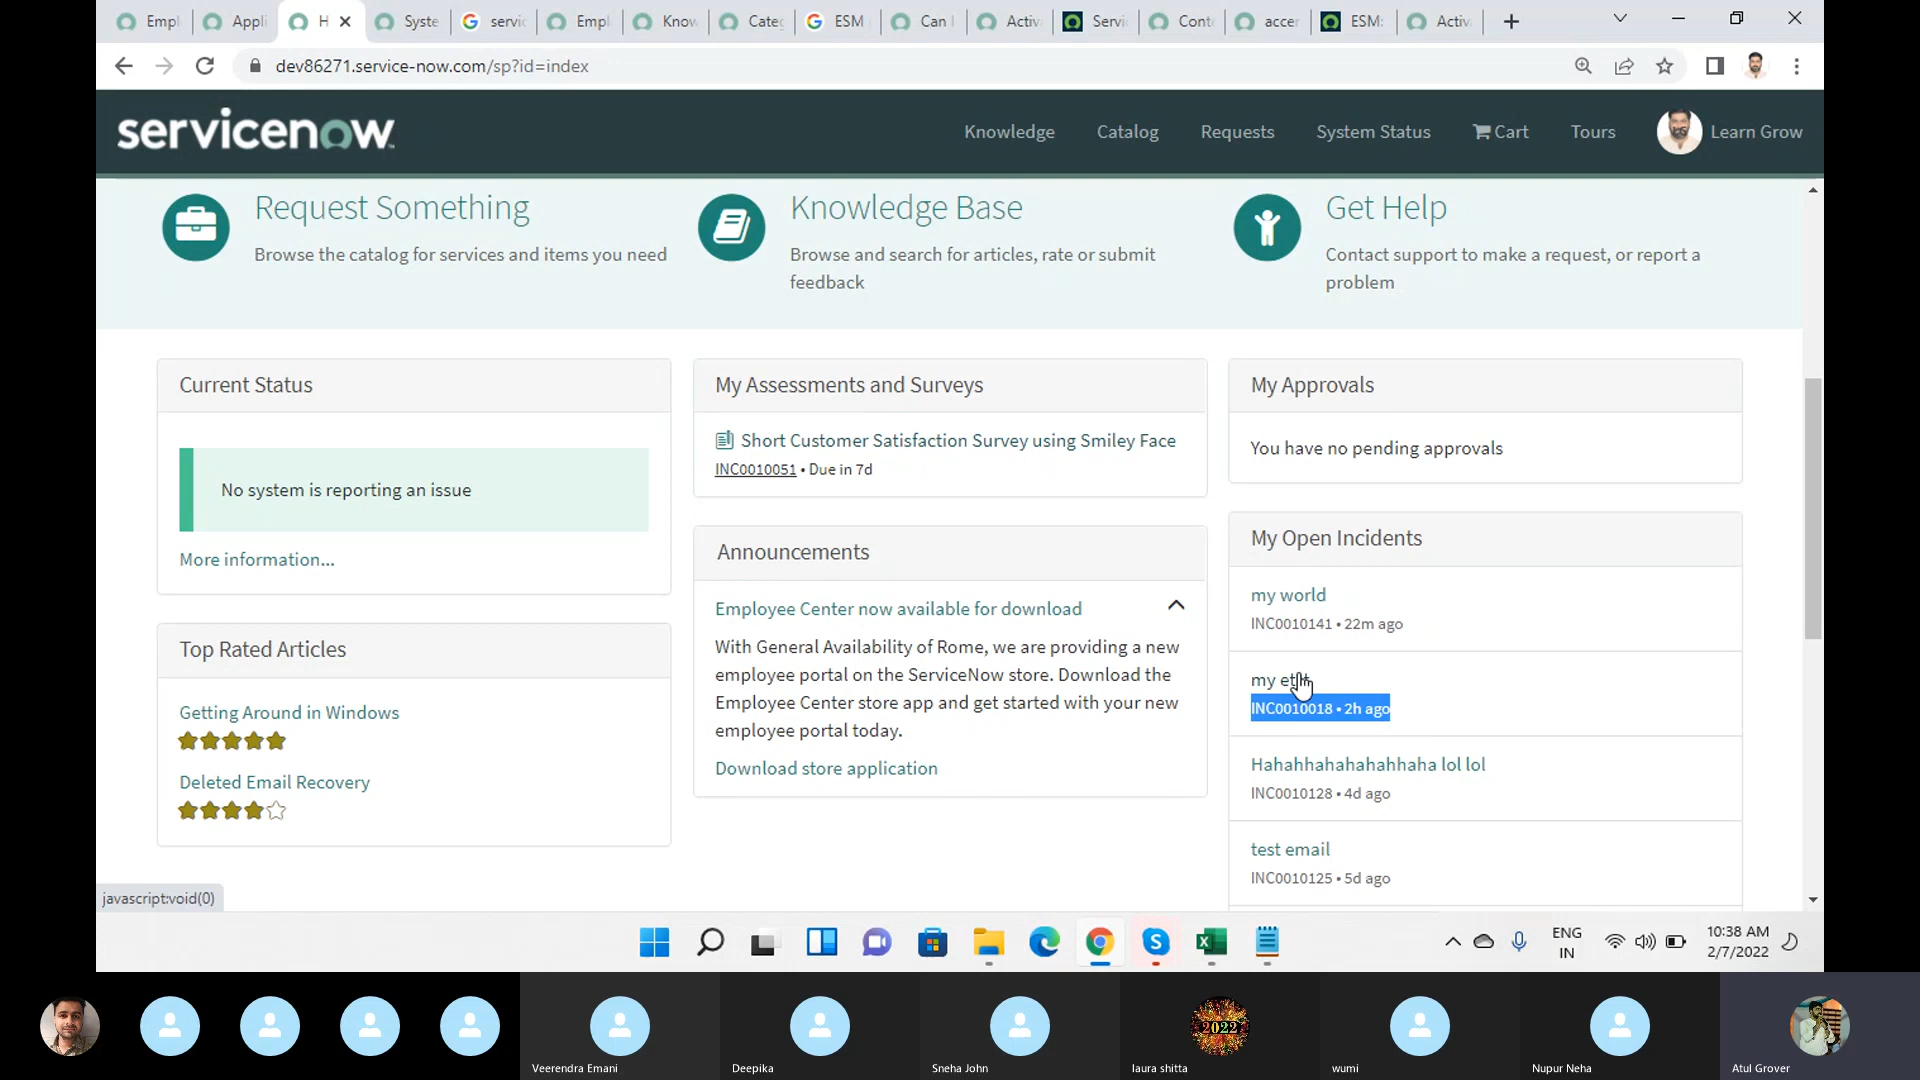 Empl
Appli
H
Syste
servic
Empl
Know
Categ
ESM
Can I
Activ
Servi
Cont
accer
ESM:
Activ
dev86271.service-now.com/sp?id=index
servicenow
Knowledge
Catalog
Requests
System Status
Cart
Tours
Learn Grow
Request Something
Browse the catalog for services and items you need
Knowledge Base
Browse and search for articles, rate or submit
feedback
Get Help
Contact support to make a request, or report a
problem
Current Status
No system is reporting an issue
More information...
Top Rated Articles
Getting Around in Windows
Deleted Email Recovery
My Assessments and Surveys
Short Customer Satisfaction Survey using Smiley Face
INC0010051 • Due in 7d
Announcements
Employee Center now available for download
With General Availability of Rome, we are providing a new
employee portal on the ServiceNow store. Download the
Employee Center store app and get started with your new
employee portal today.
Download store application
My Approvals
You have no pending approvals
My Open Incidents
my world
INC0010141 • 22m ago
my
INC0010018 • 2h ago
Hahahhahahahahhaha lol lol
INC0010128 • 4d ago
test email
INC0010125 • 5d ago
javascript:void(0)
ENG
IN
10:38 AM
2/7/2022
2022
Veerendra Emani
Deepika
Sneha John
laura shitta
wumi
Nupur Neha
Atul Grover